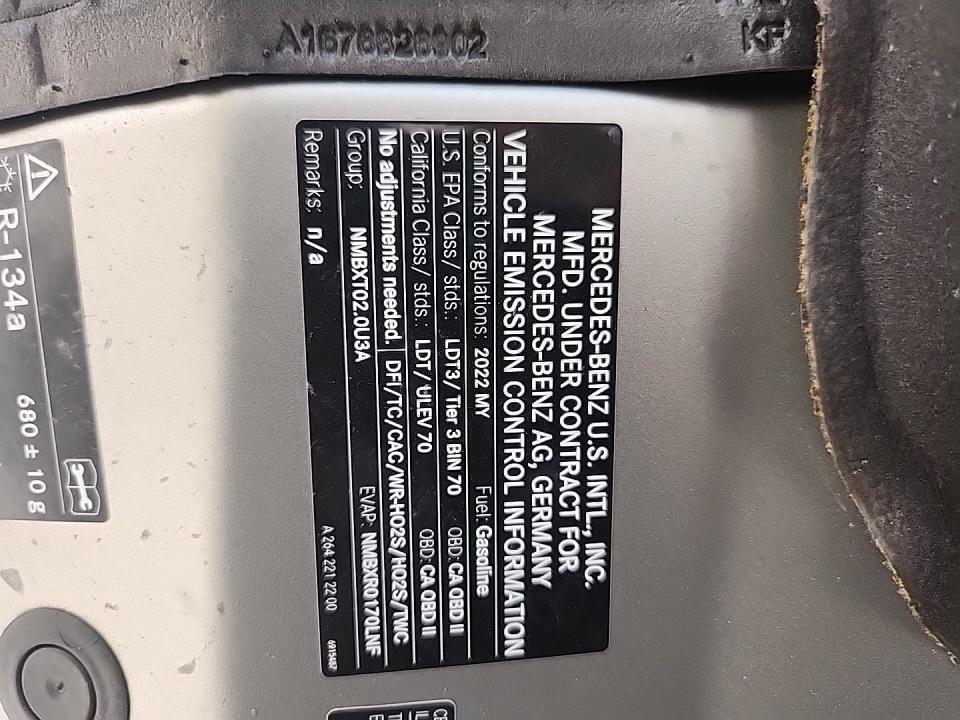 A1676826902
KF
MERCEDES-BENZ U.S. INTL., INC.
MFD. UNDER CONTRACT FOR
MERCEDES-BENZ AG, GERMANY
VEHICLE EMISSION CONTROL INFORMATION
Conforms to regulations: 2022 MY Fuel: Gasoline
U.S. EPA Class/ stds.: LDT3/ Tier 3 BIN 70 OBD: CA OBD II
California Class/ stds.: LDT/ ULEV 70 OBD: CA OBD II
No adjustments needed. DFI/TC/CAC/WR-HO2S/HO2S/TWC
Group: NMBXT02.0U3A EVAP: NMBXR0170LNF
Remarks: n/a
A 264 221 22 00 6915487
R-134a 680 ± 10 g